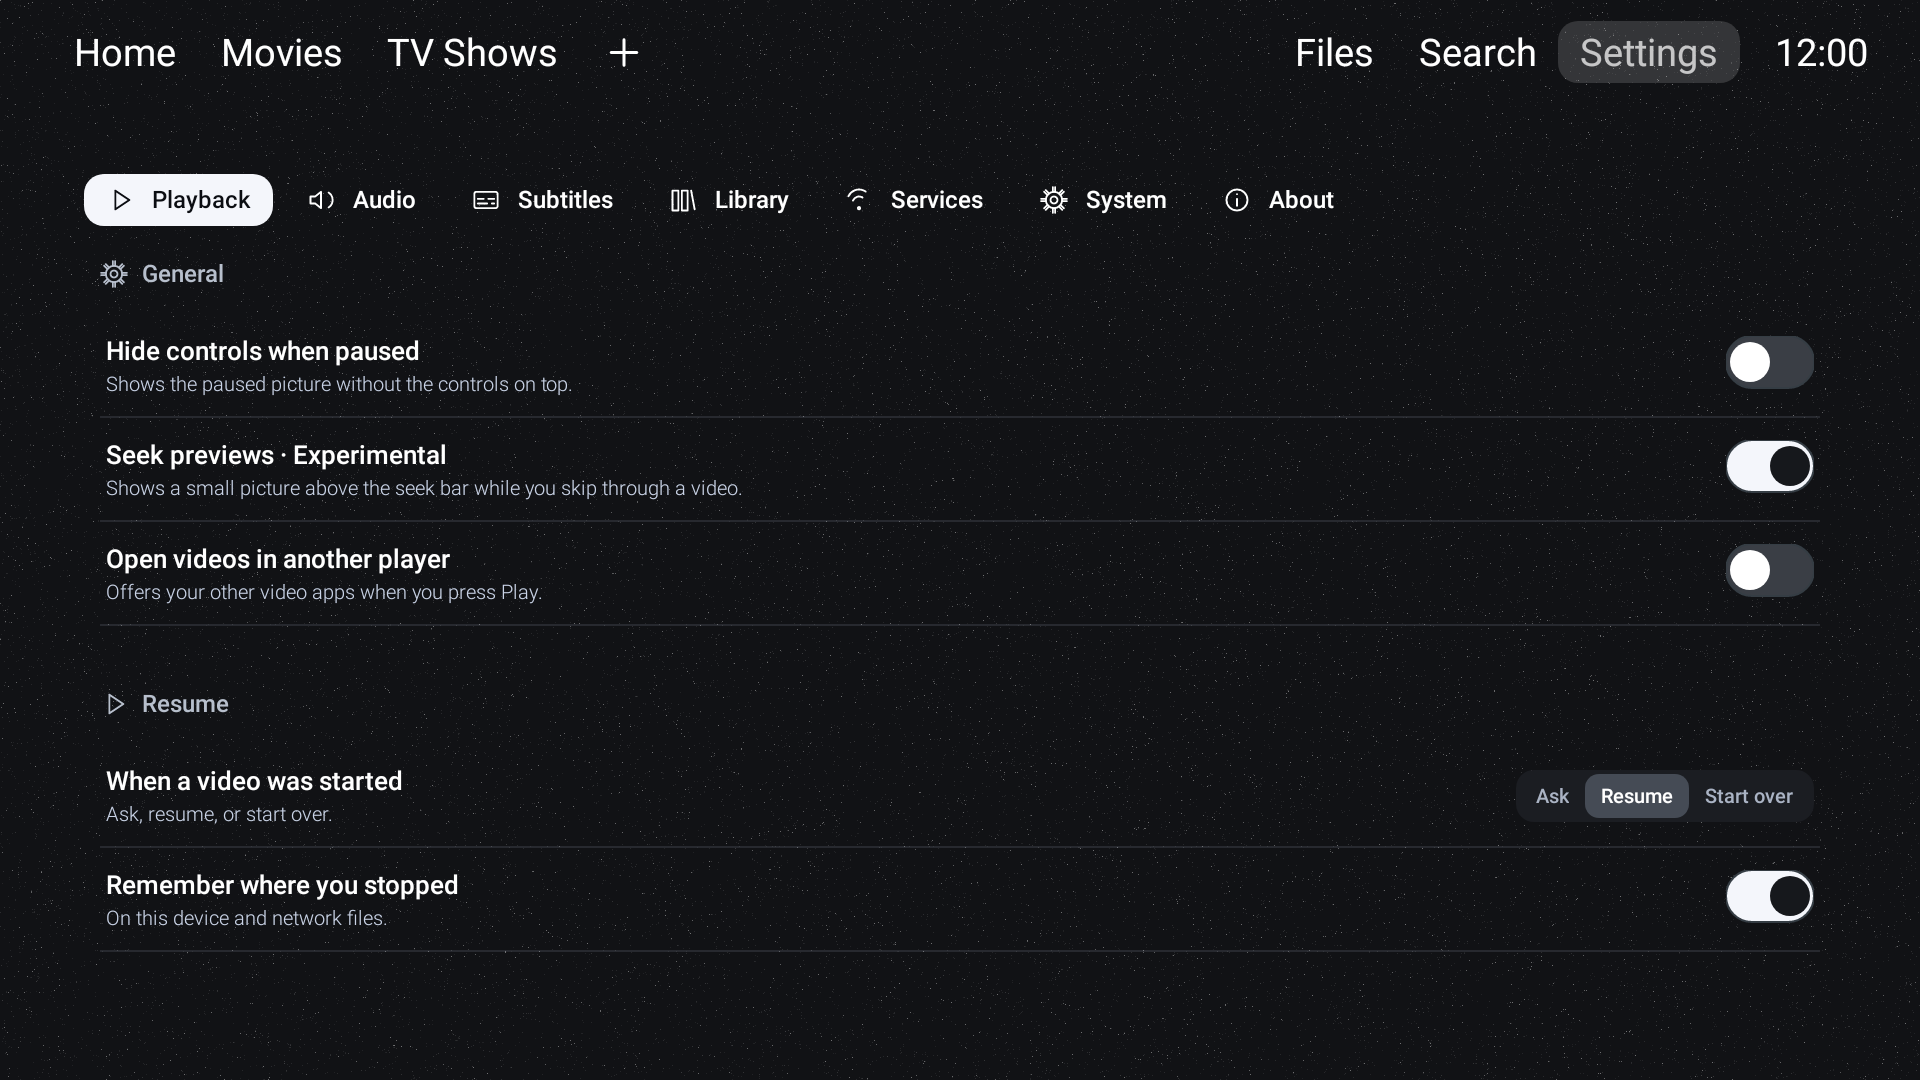 Home Movies TV Shows + Files Search Settings 12:00
Playback Audio Subtitles Library Services System About
General
Hide controls when paused
Shows the paused picture without the controls on top.
Seek previews · Experimental
Shows a small picture above the seek bar while you skip through a video.
Open videos in another player
Offers your other video apps when you press Play.
Resume
When a video was started
Ask, resume, or start over.
Ask Resume Start over
Remember where you stopped
On this device and network files.